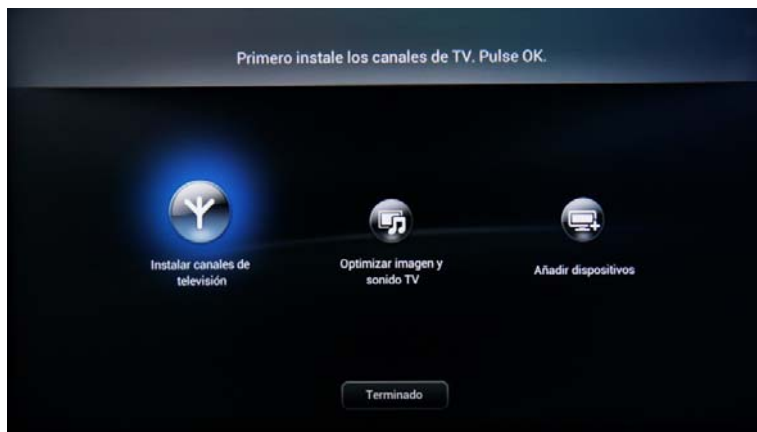 Primero instale los canales de TV. Pulse OK.
Instalar canales de
televisión
Optimizar imagen y
sonido TV
Añadir dispositivos
Terminado